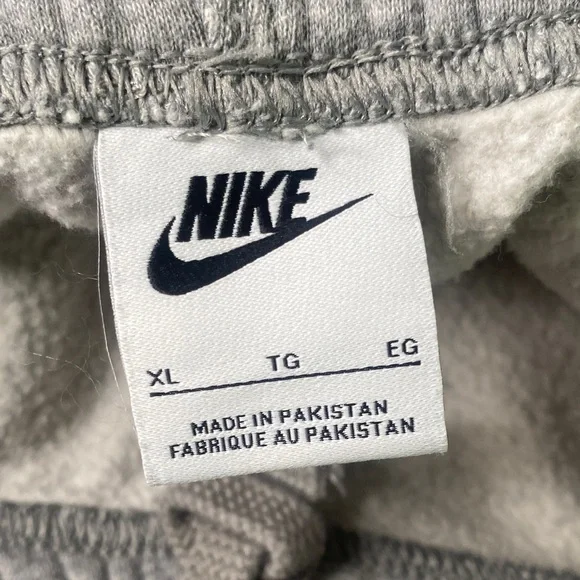 NIKE
XL TG EG
MADE IN PAKISTAN
FABRIQUE AU PAKISTAN